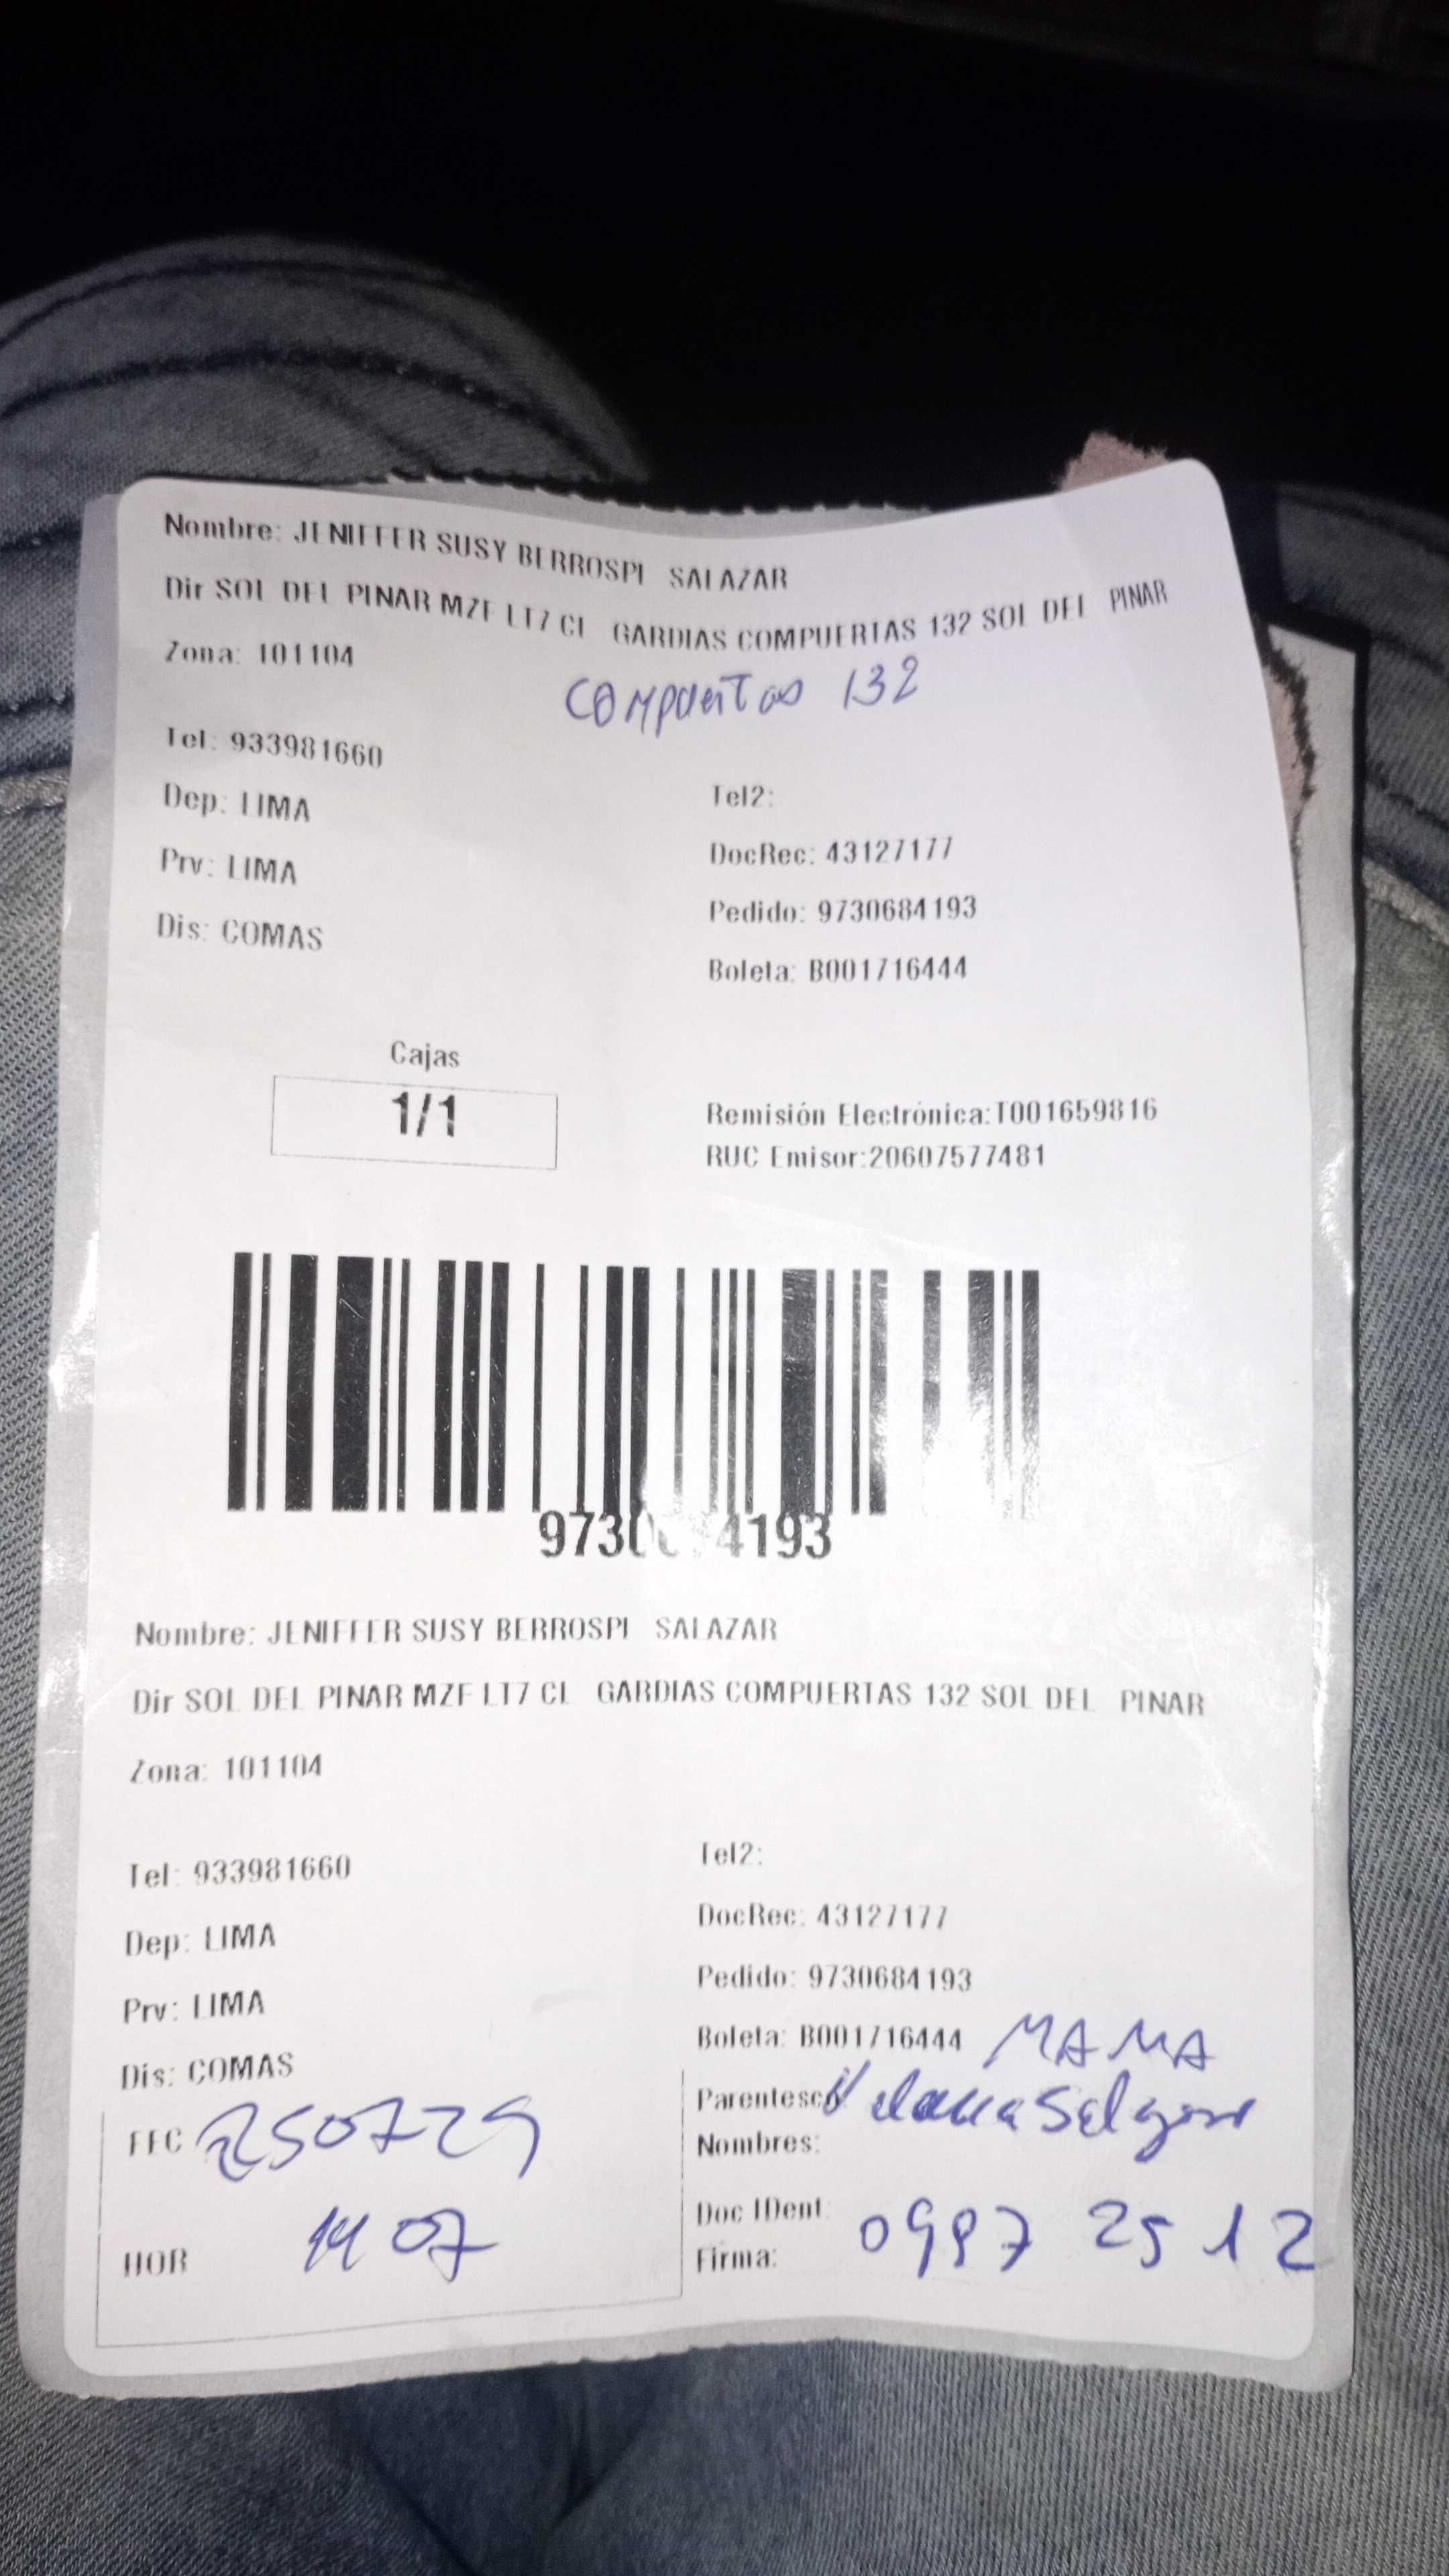 Nombre: JENIFFER SUSY BERROSPI SALAZAR
Dir SOL DEL PINAR MZF LT7 CL GARDIAS COMPUERTAS 132 SOL DEL PINAR
Zona: 101104
COMPUERTAS 132
Tel: 933981660
Tel2:
Dep: LIMA
DocRec: 43127177
Prv: LIMA
Pedido: 9730684193
Dis: COMAS
Boleta: B001716444
Cajas
1/1
Remisión Electrónica:T001659816
RUC Emisor:20607577481
9730684193
Nombre: JENIFFER SUSY BERROSPI SALAZAR
Dir SOL DEL PINAR MZF LT7 CL GARDIAS COMPUERTAS 132 SOL DEL PINAR
Zona: 101104
Tel: 933981660
Tel2:
Dep: LIMA
DocRec: 43127177
Prv: LIMA
Pedido: 9730684193
Dis: COMAS
Boleta: B001716444 MAMA
Parentesco
FEC 250729
Nombres:
Doc IDent:
HOR 1407
Firma: 09972512